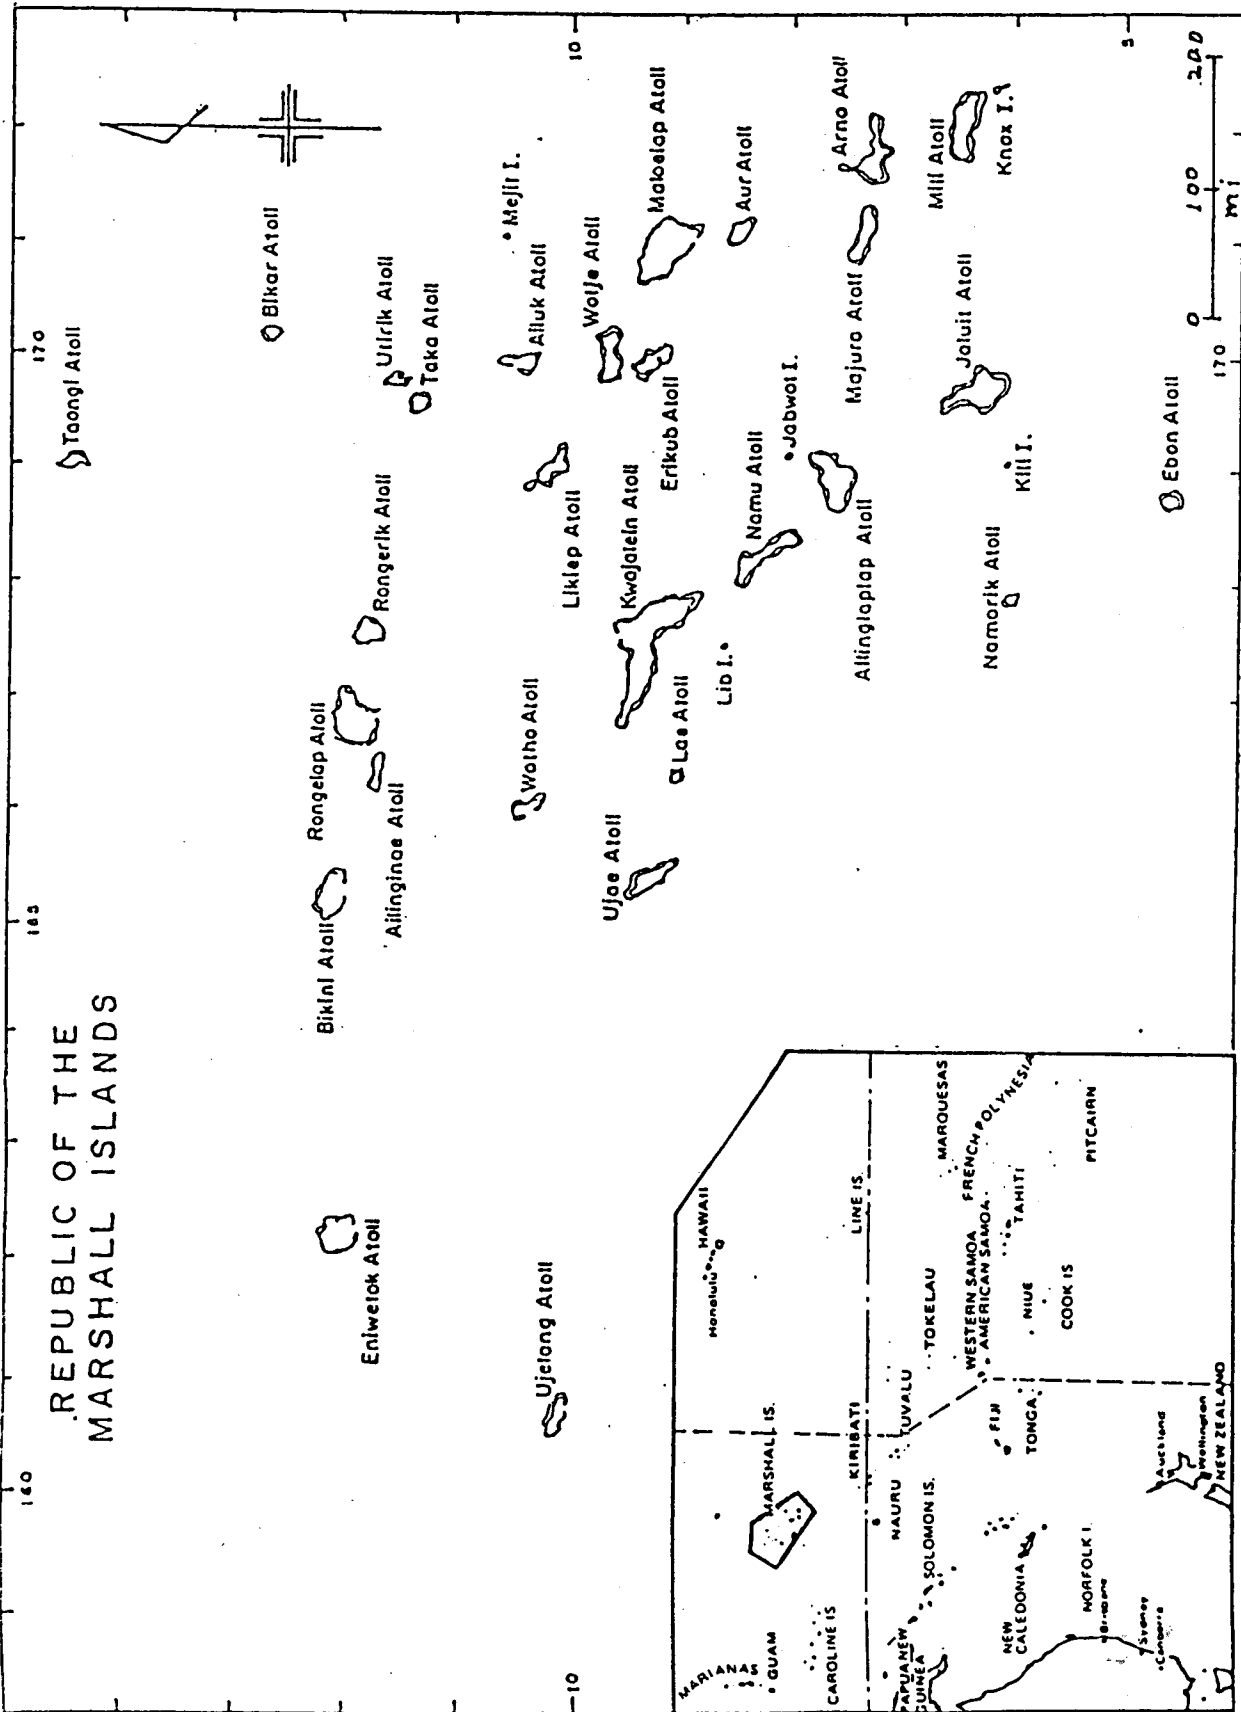 REPUBLIC OF THE
MARSHALL ISLANDS
160
165
170
Taongi Atoll
Bikar Atoll
Utirik Atoll
Taka Atoll
Bikini Atoll
Rongelap Atoll
Ailinginae Atoll
Rongerik Atoll
Eniwetok Atoll
Ujelang Atoll
Mejit I.
Ailuk Atoll
Wotho Atoll
Liklep Atoll
10
10
Wotje Atoll
Erikub Atoll
Maloelap Atoll
Kwajalein Atoll
Ujae Atoll
Lae Atoll
Lib I.
Aur Atoll
Namu Atoll
Jabwot I.
Ailinglaplap Atoll
Majuro Atoll
Arno Atoll
Mili Atoll
Knox I.
Jaluit Atoll
Kili I.
Namorik Atoll
Ebon Atoll
5
170
0 100 200
mi
MARIANAS
GUAM
CAROLINE IS
MARSHALL IS.
Honolulu
HAWAII
KIRIBATI
LINE IS
NAURU
TUVALU
TOKELAU
MARQUESAS
PAPUA NEW
GUINEA
SOLOMON IS.
WESTERN SAMOA
AMERICAN SAMOA
FRENCH POLYNESIA
FIJI
TONGA
NIUE
COOK IS
TAHITI
PITCAIRN
NEW
CALEDONIA
NORFOLK I.
Brisbane
Sydney
Canberra
Auckland
Wellington
NEW ZEALAND